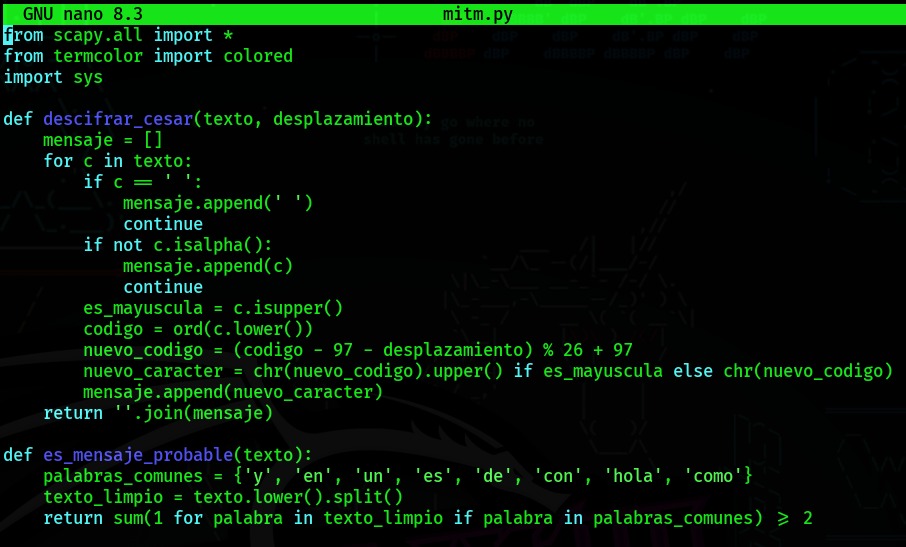 GNU nano 8.3 mitm.py
from scapy.all import *
from termcolor import colored
import sys
def descifrar_cesar(texto, desplazamiento):
    mensaje = []
    for c in texto:
        if c == ' ':
            mensaje.append(' ')
            continue
        if not c.isalpha():
            mensaje.append(c)
            continue
        es_mayuscula = c.isupper()
        codigo = ord(c.lower())
        nuevo_codigo = (codigo - 97 - desplazamiento) % 26 + 97
        nuevo_caracter = chr(nuevo_codigo).upper() if es_mayuscula else chr(nuevo_codigo)
        mensaje.append(nuevo_caracter)
    return ''.join(mensaje)
def es_mensaje_probable(texto):
    palabras_comunes = {'y', 'en', 'un', 'es', 'de', 'con', 'hola', 'como'}
    texto_limpio = texto.lower().split()
    return sum(1 for palabra in texto_limpio if palabra in palabras_comunes) >= 2